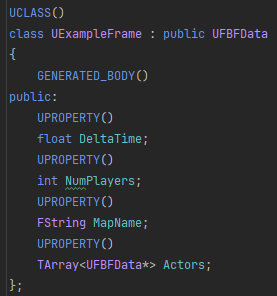 UCLASS()
class UExampleFrame : public UFBFData
{
GENERATED_BODY()
public:
UPROPERTY()
float DeltaTime;
UPROPERTY()
int NumPlayers;
UPROPERTY()
FString MapName;
UPROPERTY()
TArray<UFBFData*> Actors;
};